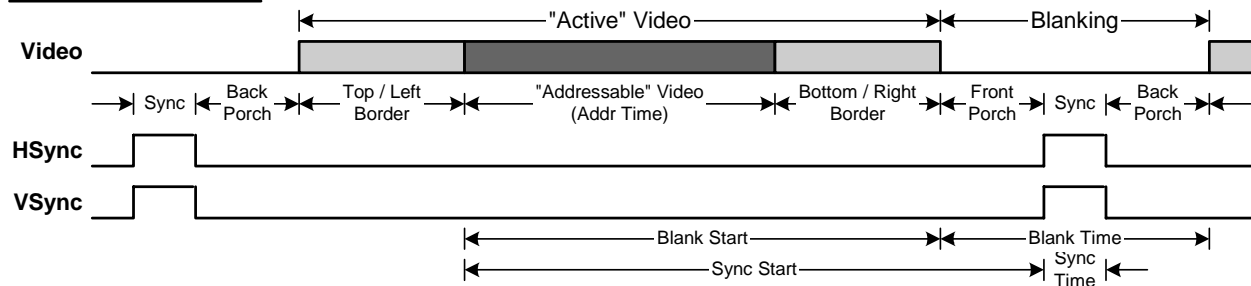 "Active" Video
Blanking
Video
Sync
Back Porch
Top / Left Border
"Addressable" Video (Addr Time)
Bottom / Right Border
Front Porch
Sync
Back Porch
HSync
VSync
Blank Start
Blank Time
Sync Start
Sync Time